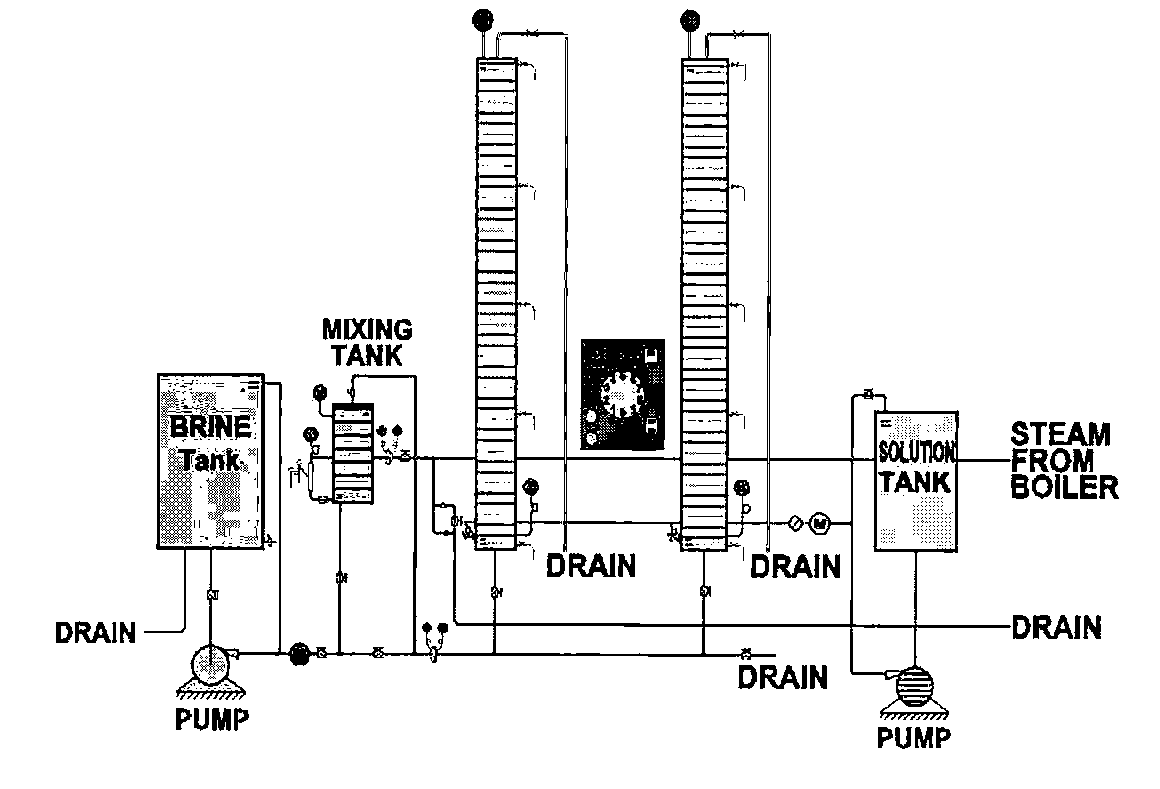 MIXING
TANK
BRINE
Tank
SOLUTION
TANK
STEAM
FROM
BOILER
M
DRAIN
DRAIN
DRAIN
DRAIN
DRAIN
PUMP
PUMP